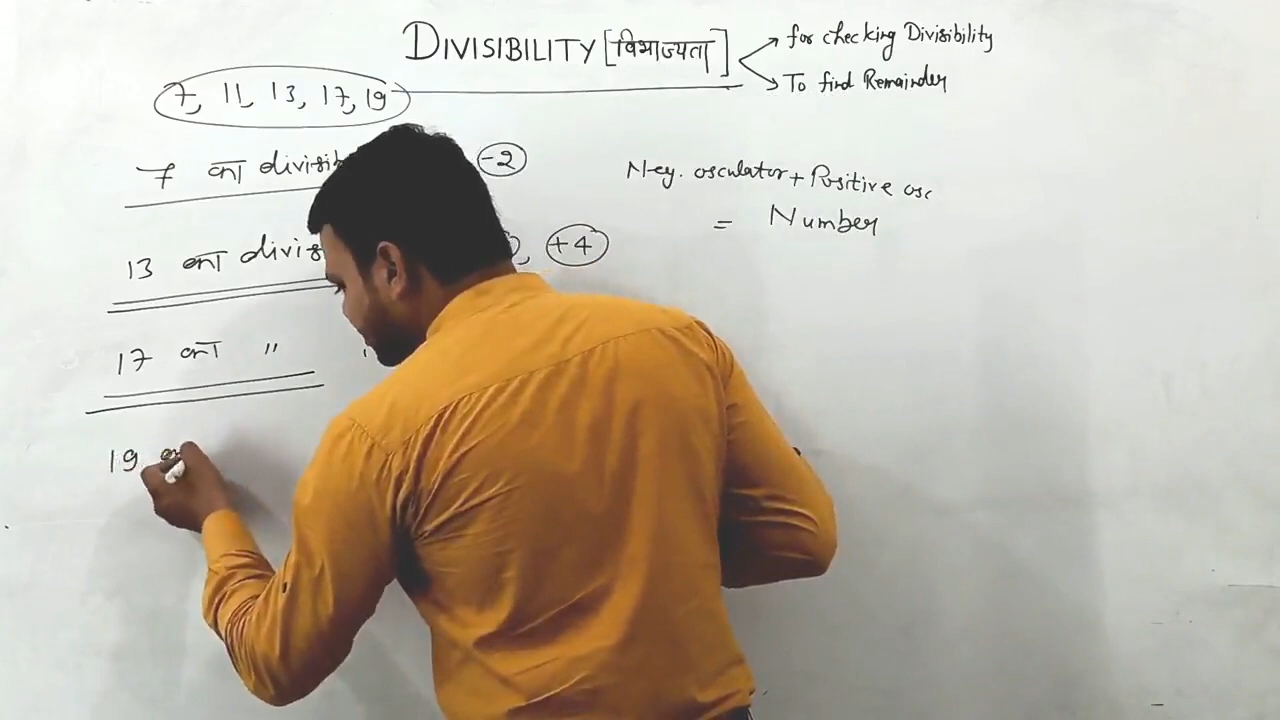 DIVISIBILITY [विभाज्यता]
for checking Divisibility
To find Remainder
7, 11, 13, 17, 19
7 का divisib
-2
Neg. osculator + Positive osc
= Number
13 का divis
, +4
17 का "
19